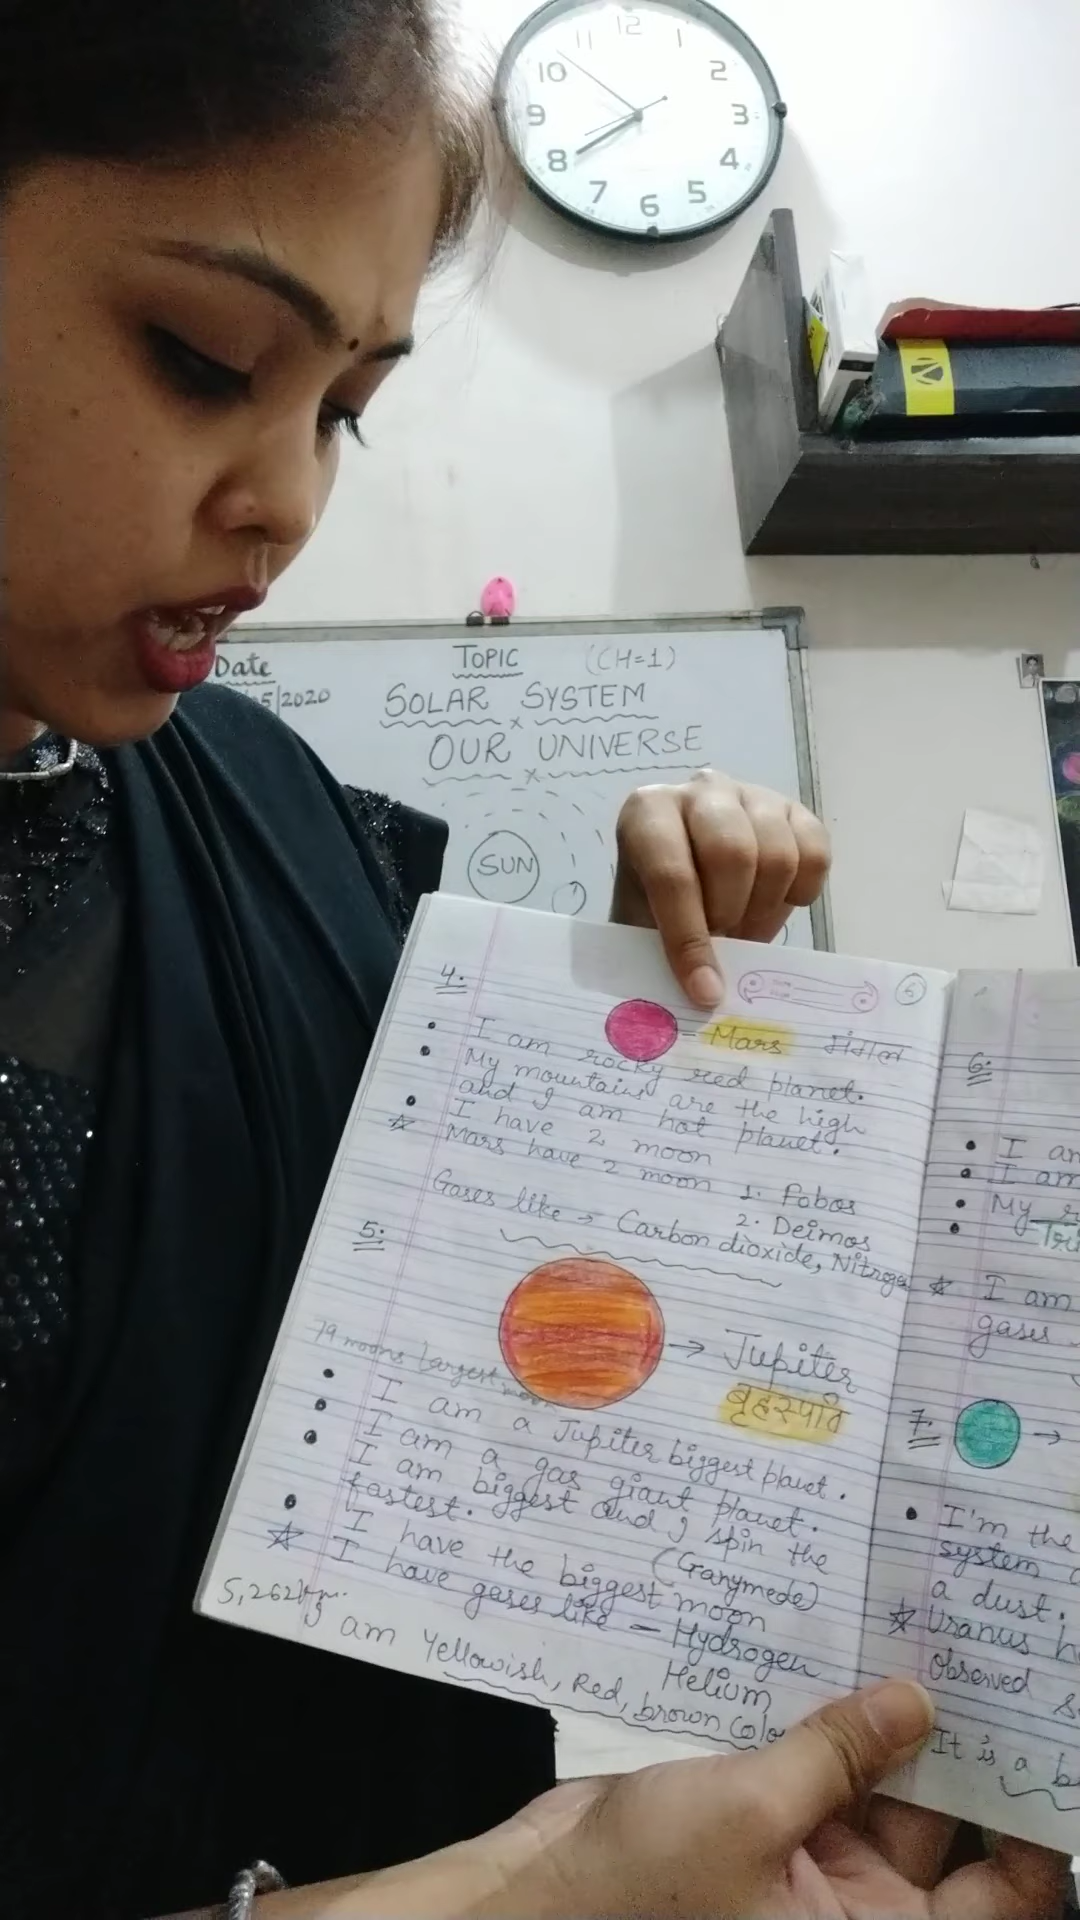 12
11
1
10
2
9
3
8
4
7
5
6
Date
5/2020
TOPIC (CH=1)
SOLAR SYSTEM
OUR UNIVERSE
SUN
6
4.
= Mars मंगल
I am rocky red planet.
My mountains are the high
and I am hot planet.
I have 2 moon
Mars have 2 moon 1. Fobos
2. Deimos
Gases like → Carbon dioxide, Nitrogen
5.
→ Jupiter
बृहस्पति
79 moons largest moon
I am a Jupiter biggest planet.
I am a gas giant planet.
I am biggest and I spin the
fastest.
(Ganymede)
I have the biggest moon
I have gases like - Hydrogen
Helium
5,262km.
I am Yellowish, Red, brown Colo
6.
I am
I am
My
Tri
I am
gases
7. →
I'm the
system
a dust.
Uranus h
Observed
It is a b